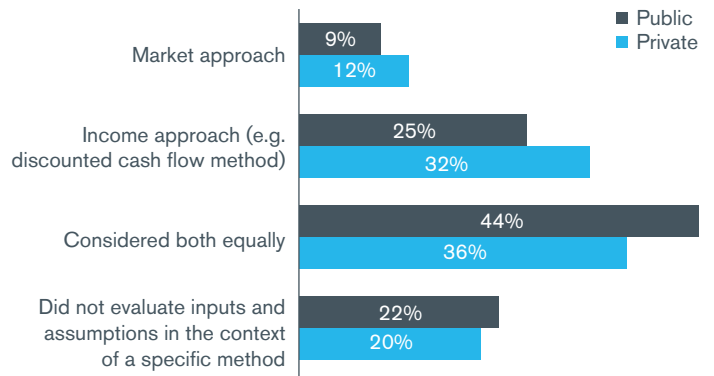 Public
Private
Market approach
9%
12%
Income approach (e.g.
discounted cash flow method)
25%
32%
Considered both equally
44%
36%
Did not evaluate inputs and
assumptions in the context
of a specific method
22%
20%